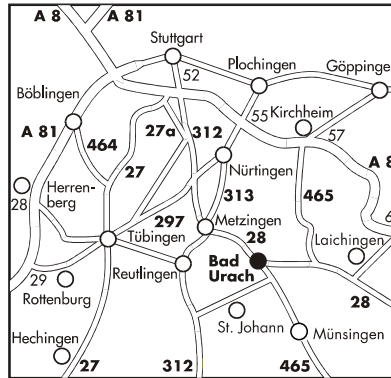 A 8
A 81
Stuttgart
52
Plochingen
Göppinge
Böblingen
55
Kirchheim
57
A 81
464
27a
312
A 8
27
Nürtingen
28
Herren-
berg
313
465
297
Metzingen
6
Tübingen
28
Laichingen
29
Reutlingen
Bad
Urach
Rottenburg
28
St. Johann
Münsingen
Hechingen
27
312
465